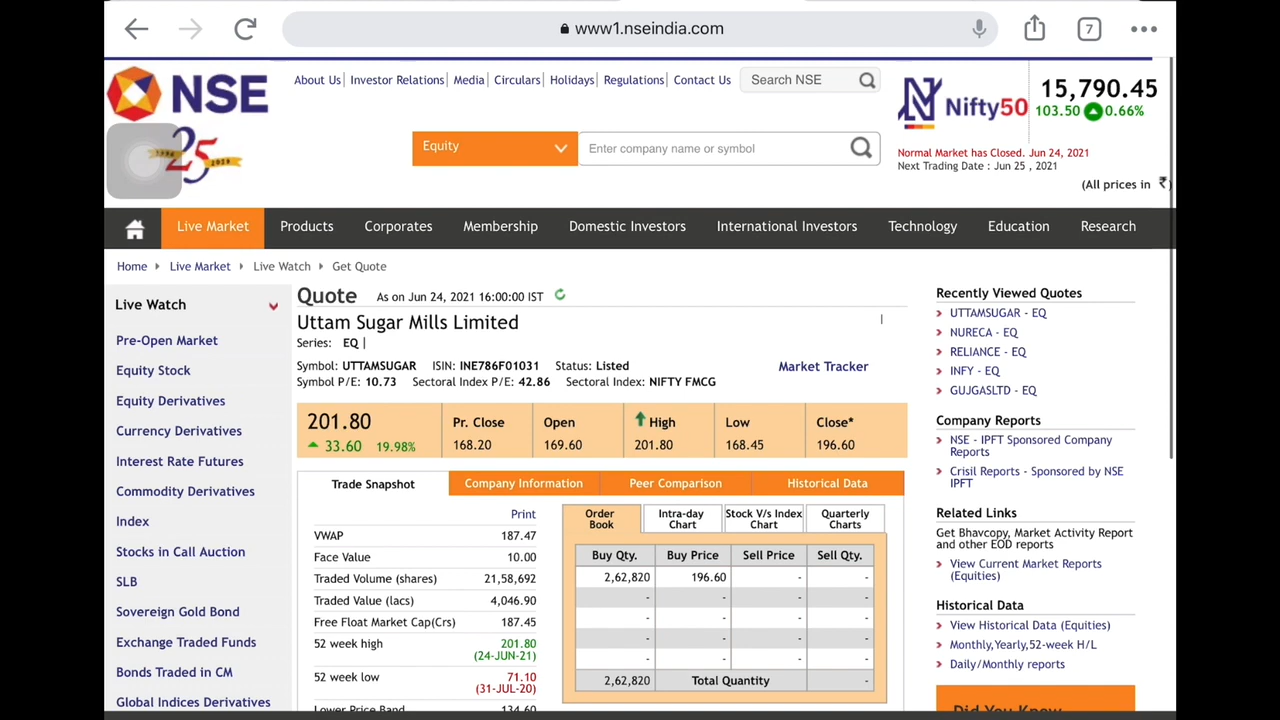 www1.nseindia.com
7
NSE
25
About Us| Investor Relations| Media| Circulars| Holidays| Regulations| Contact Us
Search NSE
Equity
Enter company name or symbol
Nifty50
15,790.45
103.50 0.66%
Normal Market has Closed. Jun 24, 2021
Next Trading Date : Jun 25 , 2021
(All prices in ₹)
Live Market Products Corporates Membership Domestic Investors International Investors Technology Education Research
Home Live Market Live Watch Get Quote
Live Watch
Pre-Open Market
Equity Stock
Equity Derivatives
Currency Derivatives
Interest Rate Futures
Commodity Derivatives
Index
Stocks in Call Auction
SLB
Sovereign Gold Bond
Exchange Traded Funds
Bonds Traded in CM
Global Indices Derivatives
Quote As on Jun 24, 2021 16:00:00 IST
Uttam Sugar Mills Limited
Series: EQ |
Symbol: UTTAMSUGAR ISIN: INE786F01031 Status: Listed
Symbol P/E: 10.73 Sectoral Index P/E: 42.86 Sectoral Index: NIFTY FMCG
Market Tracker
201.80 Pr. Close Open High Low Close*
33.60 19.98% 168.20 169.60 201.80 168.45 196.60
Trade Snapshot Company Information Peer Comparison Historical Data
Print
VWAP 187.47
Face Value 10.00
Traded Volume (shares) 21,58,692
Traded Value (lacs) 4,046.90
Free Float Market Cap(Crs) 187.45
52 week high 201.80
(24-JUN-21)
52 week low 71.10
(31-JUL-20)
Lower Price Band 134.60
Order Book
Intra-day Chart
Stock V/s Index Chart
Quarterly Charts
Buy Qty. Buy Price Sell Price Sell Qty.
2,62,820 196.60 - -
- - - -
- - - -
- - - -
- - - -
2,62,820 Total Quantity -
Recently Viewed Quotes
UTTAMSUGAR - EQ
NURECA - EQ
RELIANCE - EQ
INFY - EQ
GUJGASLTD - EQ
Company Reports
NSE - IPFT Sponsored Company
Reports
Crisil Reports - Sponsored by NSE
IPFT
Related Links
Get Bhavcopy, Market Activity Report
and other EOD reports
View Current Market Reports
(Equities)
Historical Data
View Historical Data (Equities)
Monthly,Yearly,52-week H/L
Daily/Monthly reports
Did You Know